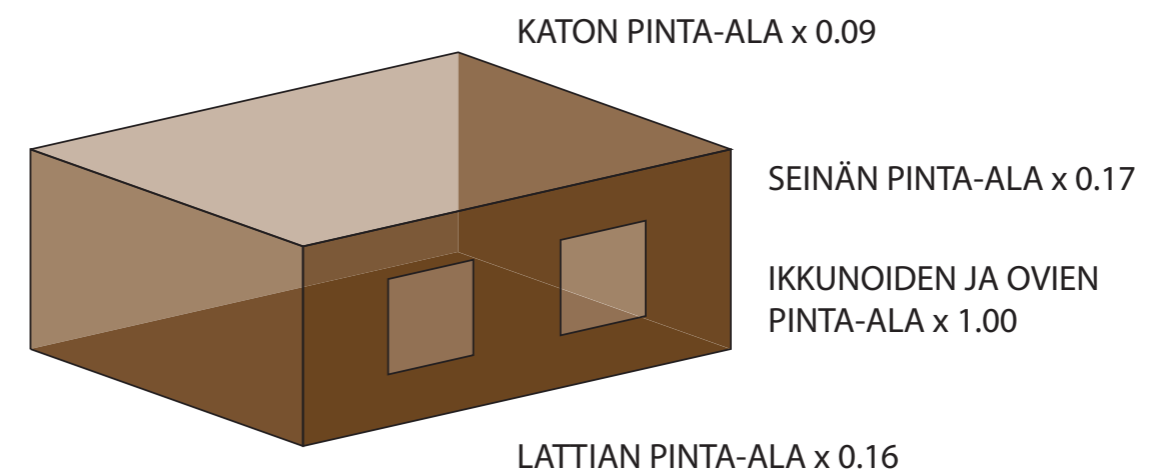 KATON PINTA-ALA x 0.09
SEINÄN PINTA-ALA x 0.17
IKKUNOIDEN JA OVIEN
PINTA-ALA x 1.00
LATTIAN PINTA-ALA x 0.16